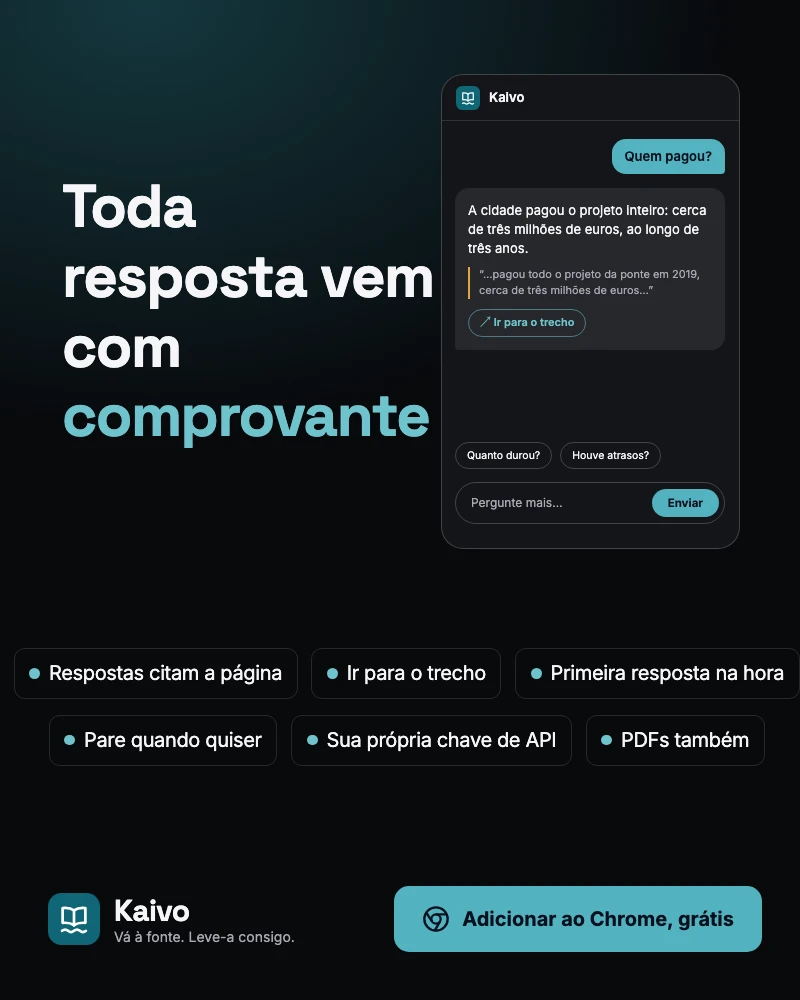 Toda
resposta vem
com
comprovante
Kaivo
Quem pagou?
A cidade pagou o projeto inteiro: cerca
de três milhões de euros, ao longo de
três anos.
"…pagou todo o projeto da ponte em 2019,
cerca de três milhões de euros…"
↗ Ir para o trecho
Quanto durou?
Houve atrasos?
Pergunte mais...
Enviar
Respostas citam a página
Ir para o trecho
Primeira resposta na hora
Pare quando quiser
Sua própria chave de API
PDFs também
Kaivo
Vá à fonte. Leve-a consigo.
Adicionar ao Chrome, grátis